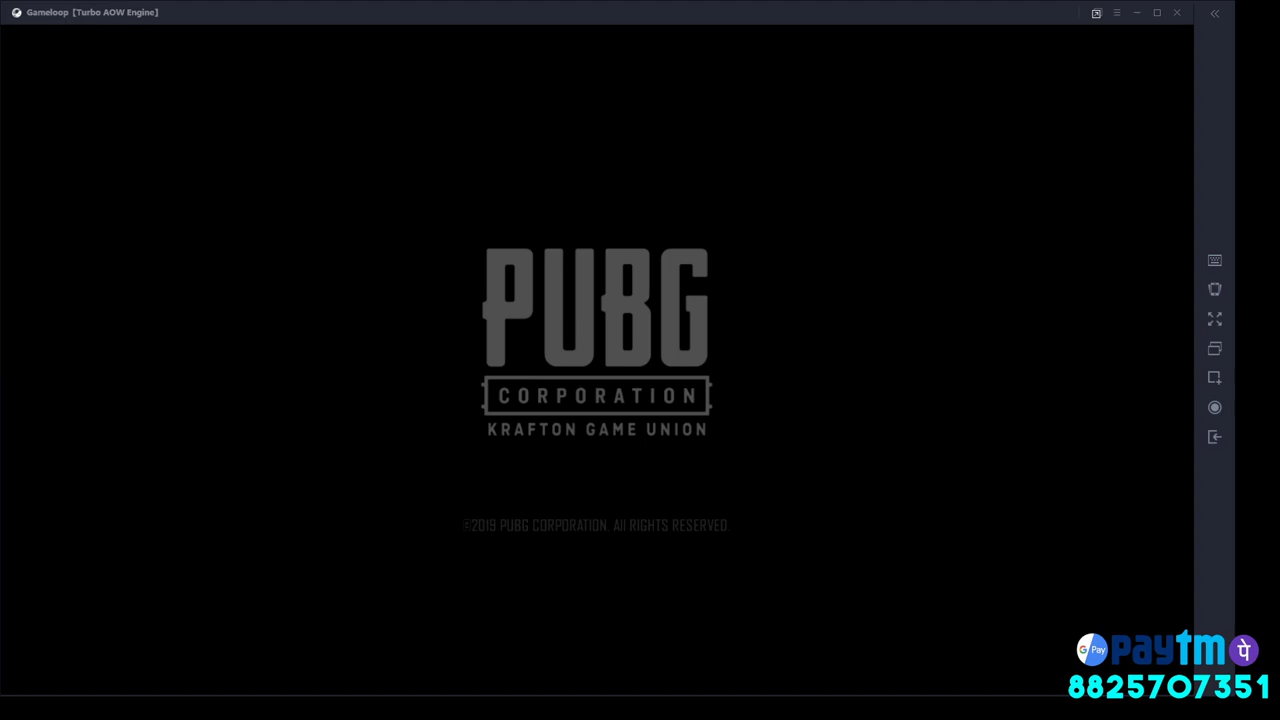 Gameloop [Turbo AOW Engine]
PUBG
CORPORATION
KRAFTON GAME UNION
©2019 PUBG CORPORATION. All RIGHTS RESERVED.
G Pay paytm पे
8825707351